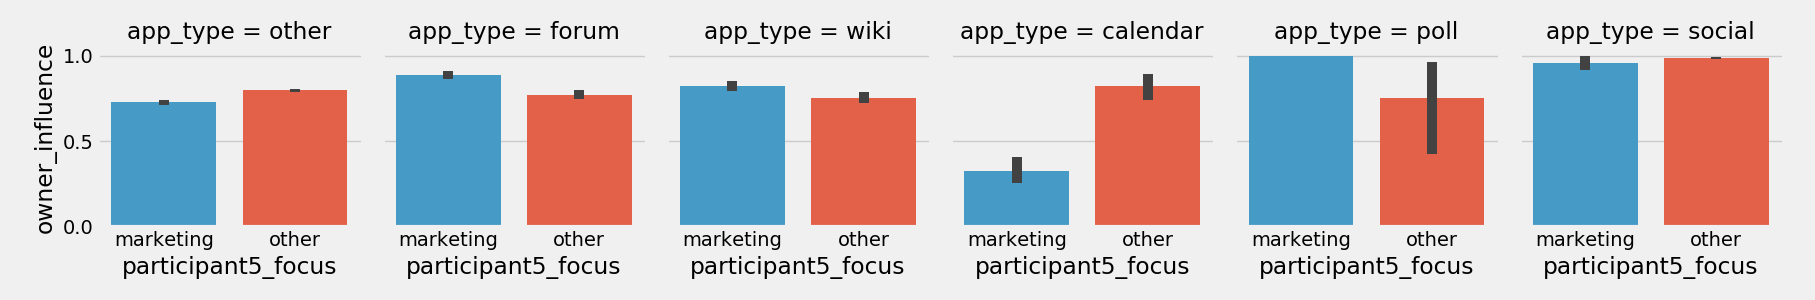 app_type = other
app_type = forum
app_type = wiki
app_type = calendar
app_type = poll
app_type = social
owner_influence
1.0
0.5
0.0
marketing other
marketing other
marketing other
marketing other
marketing other
marketing other
participant5_focus
participant5_focus
participant5_focus
participant5_focus
participant5_focus
participant5_focus